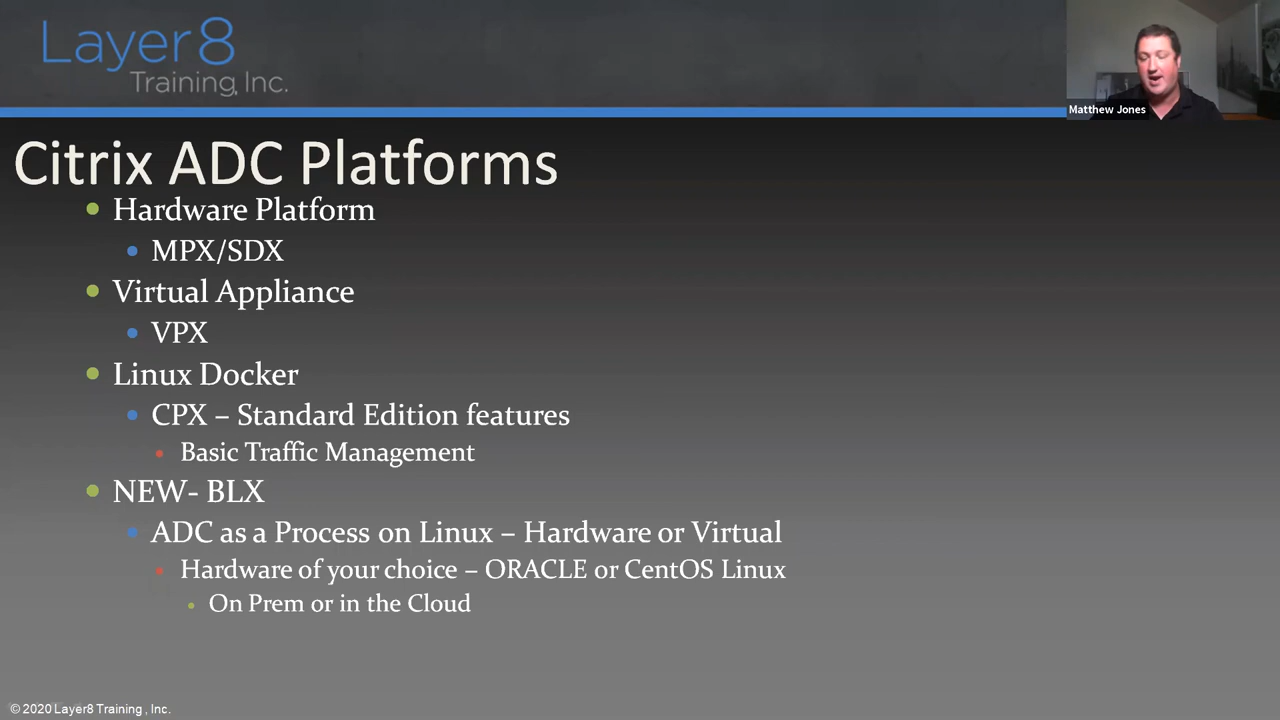 Layer8
Training, Inc.
Matthew Jones
Citrix ADC Platforms
Hardware Platform
MPX/SDX
Virtual Appliance
VPX
Linux Docker
CPX – Standard Edition features
Basic Traffic Management
NEW- BLX
ADC as a Process on Linux – Hardware or Virtual
Hardware of your choice – ORACLE or CentOS Linux
On Prem or in the Cloud
© 2020 Layer8 Training , Inc.